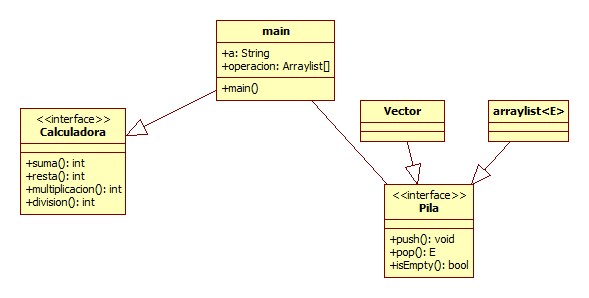 main
+a: String
+operacion: Arraylist[]
+main()
<<interface>>
Calculadora
+suma(): int
+resta(): int
+multiplicacion(): int
+division(): int
Vector
arraylist<E>
<<interface>>
Pila
+push(): void
+pop(): E
+isEmpty(): bool